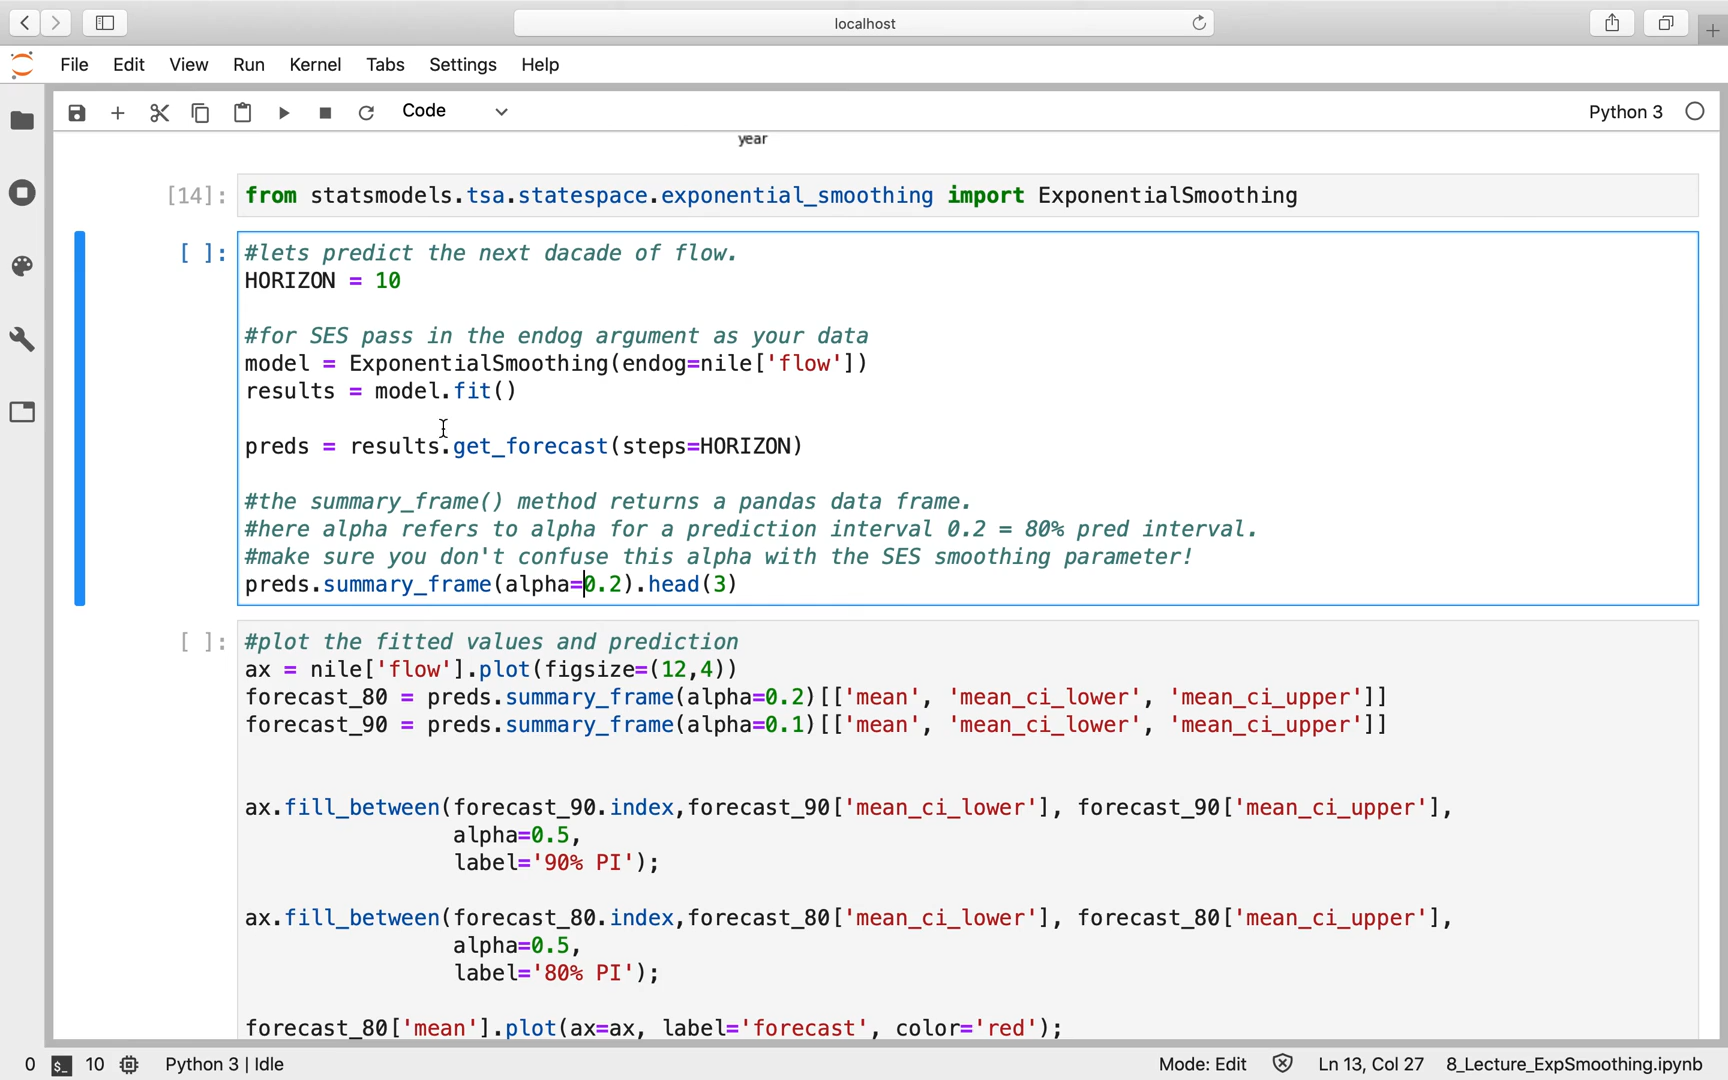 localhost
File Edit View Run Kernel Tabs Settings Help
Code
Python 3
year
[14]: from statsmodels.tsa.statespace.exponential_smoothing import ExponentialSmoothing
[ ]: #lets predict the next dacade of flow.
HORIZON = 10
#for SES pass in the endog argument as your data
model = ExponentialSmoothing(endog=nile['flow'])
results = model.fit()
preds = results.get_forecast(steps=HORIZON)
#the summary_frame() method returns a pandas data frame.
#here alpha refers to alpha for a prediction interval 0.2 = 80% pred interval.
#make sure you don't confuse this alpha with the SES smoothing parameter!
preds.summary_frame(alpha=0.2).head(3)
[ ]: #plot the fitted values and prediction
ax = nile['flow'].plot(figsize=(12,4))
forecast_80 = preds.summary_frame(alpha=0.2)[['mean', 'mean_ci_lower', 'mean_ci_upper']]
forecast_90 = preds.summary_frame(alpha=0.1)[['mean', 'mean_ci_lower', 'mean_ci_upper']]
ax.fill_between(forecast_90.index,forecast_90['mean_ci_lower'], forecast_90['mean_ci_upper'],
alpha=0.5,
label='90% PI');
ax.fill_between(forecast_80.index,forecast_80['mean_ci_lower'], forecast_80['mean_ci_upper'],
alpha=0.5,
label='80% PI');
forecast_80['mean'].plot(ax=ax, label='forecast', color='red');
0 $_ 10 Python 3 | Idle Mode: Edit Ln 13, Col 27 8_Lecture_ExpSmoothing.ipynb